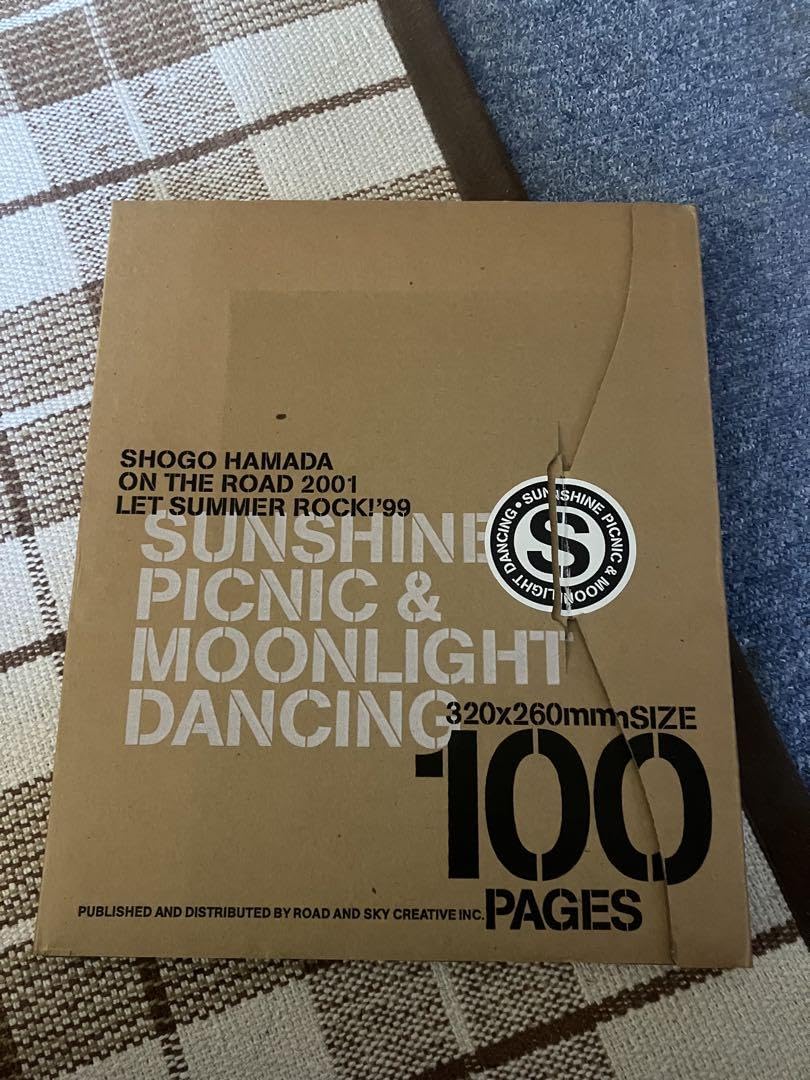 SHOGO HAMADA
ON THE ROAD 2001
LET SUMMER ROCK!'99
SUNSHINE
PICNIC &
MOONLIGHT
DANCING
SUNSHINE PICNIC & MOONLIGHT DANCING •
S
320x260mmSIZE
100
PAGES
PUBLISHED AND DISTRIBUTED BY ROAD AND SKY CREATIVE INC.